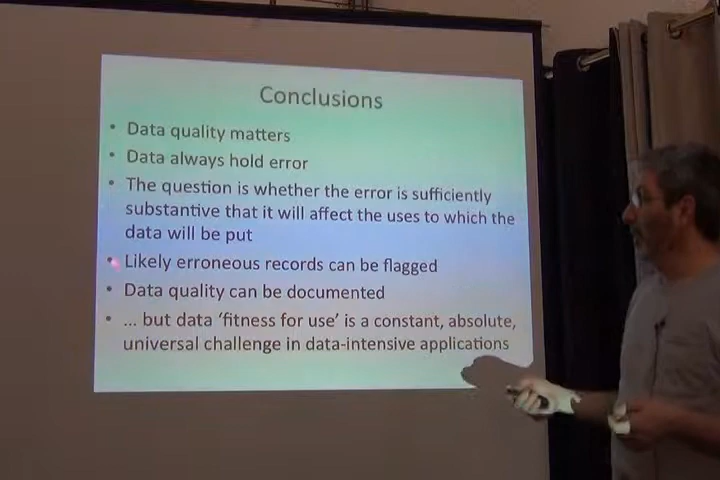 Conclusions
• Data quality matters
• Data always hold error
• The question is whether the error is sufficiently
substantive that it will affect the uses to which the
data will be put
• Likely erroneous records can be flagged
• Data quality can be documented
• ... but data ‘fitness for use’ is a constant, absolute,
universal challenge in data-intensive applications